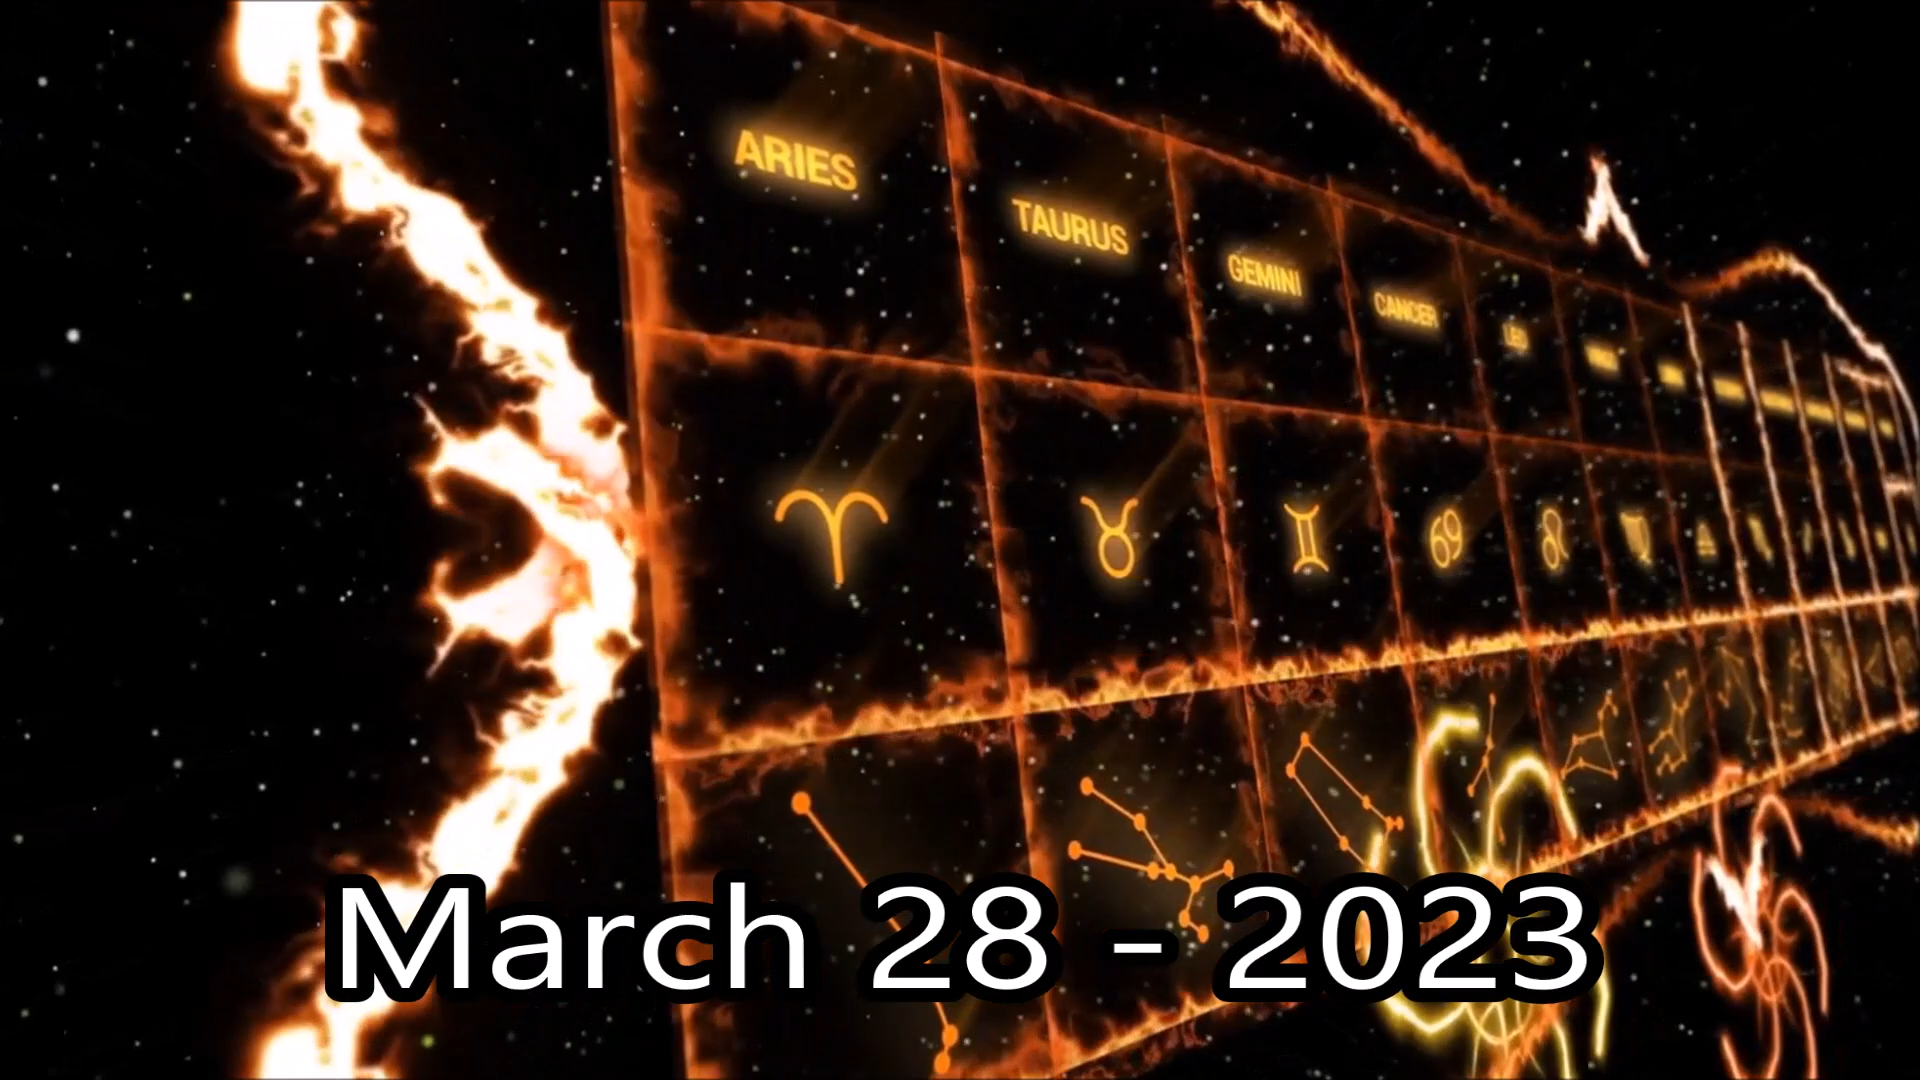 ARIES
TAURUS
GEMINI
CANCER
LEO
March 28 - 2023